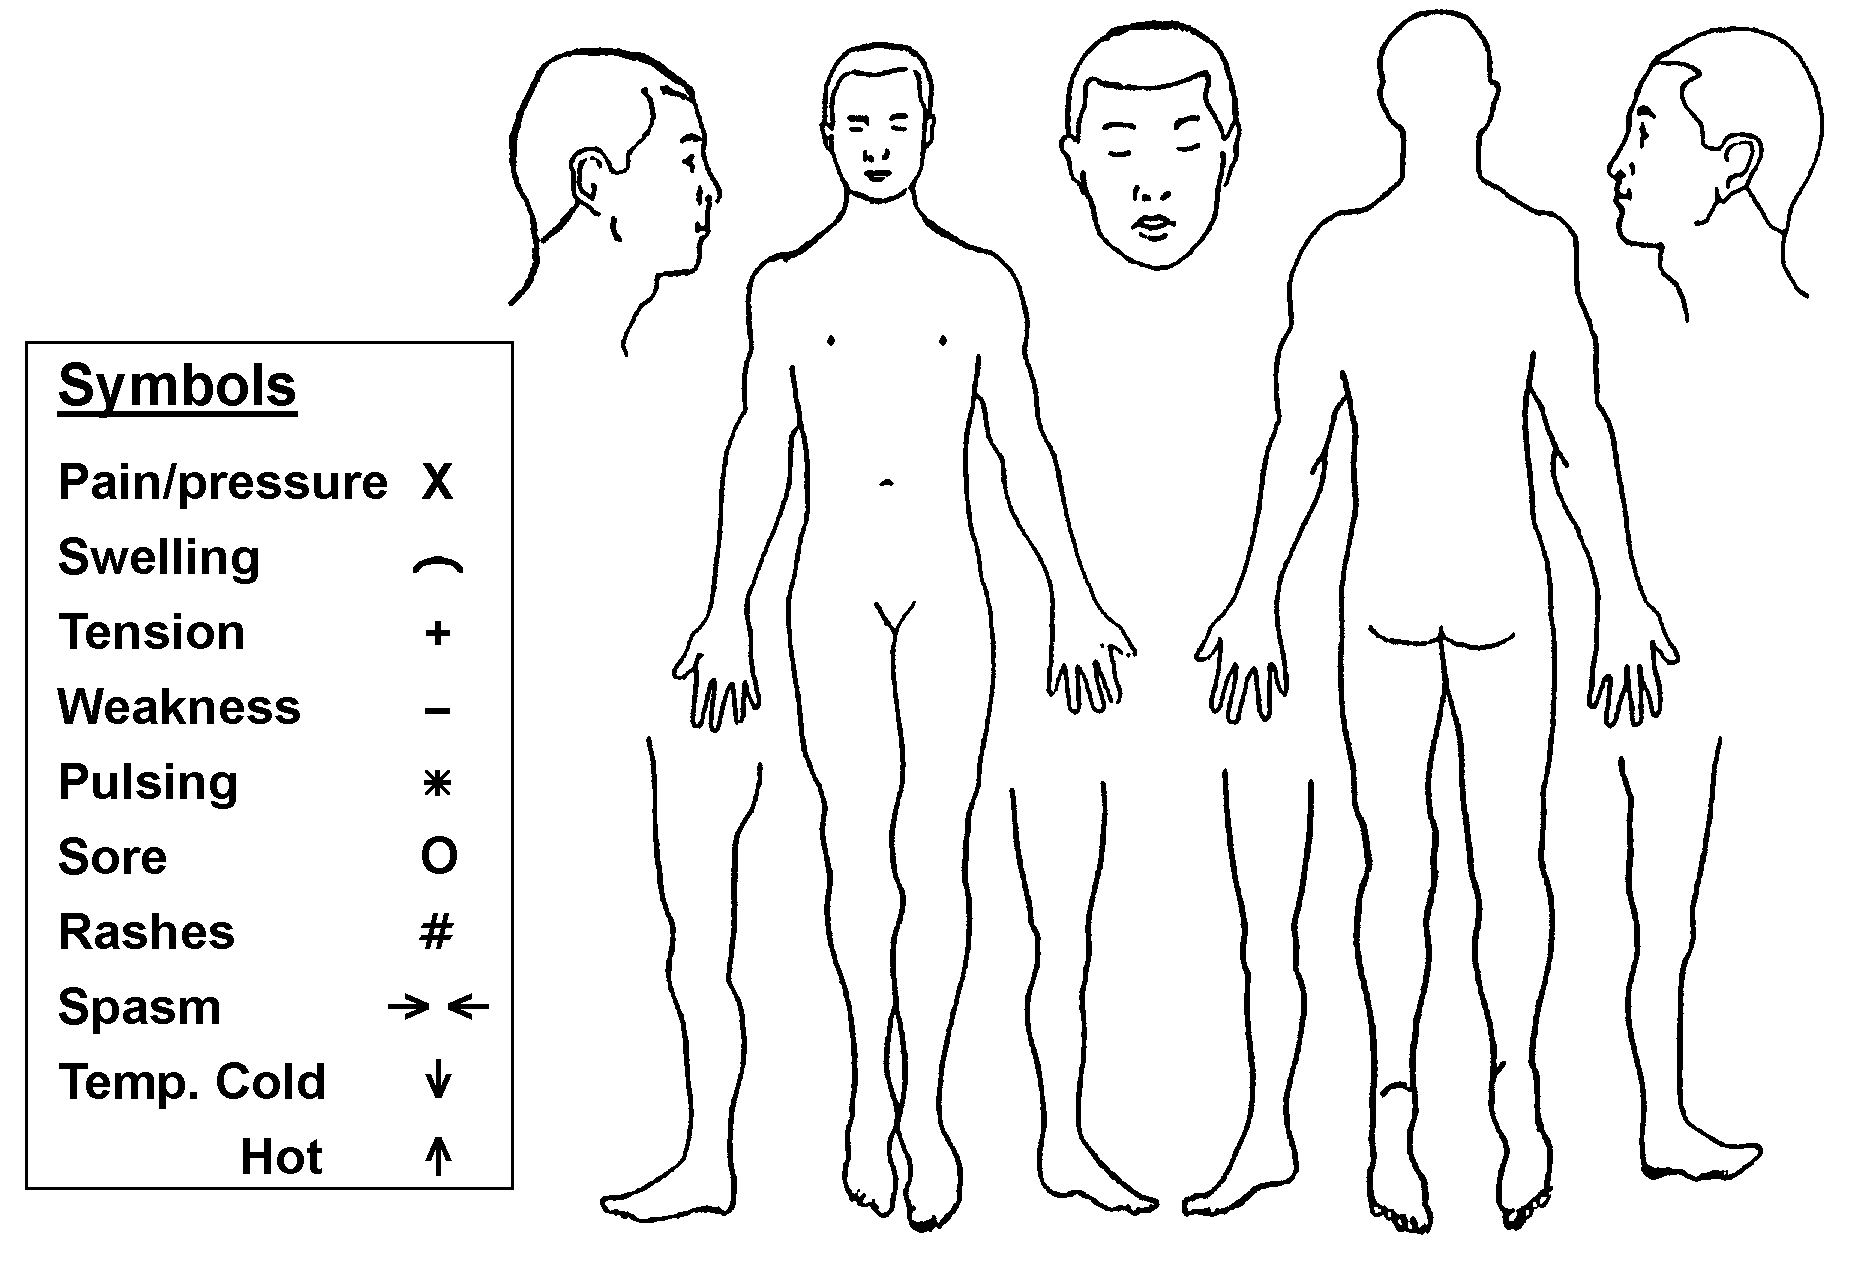 Symbols
Pain/pressure X
Swelling ⌒
Tension +
Weakness –
Pulsing *
Sore O
Rashes #
Spasm → ←
Temp. Cold ↓
Hot ↑